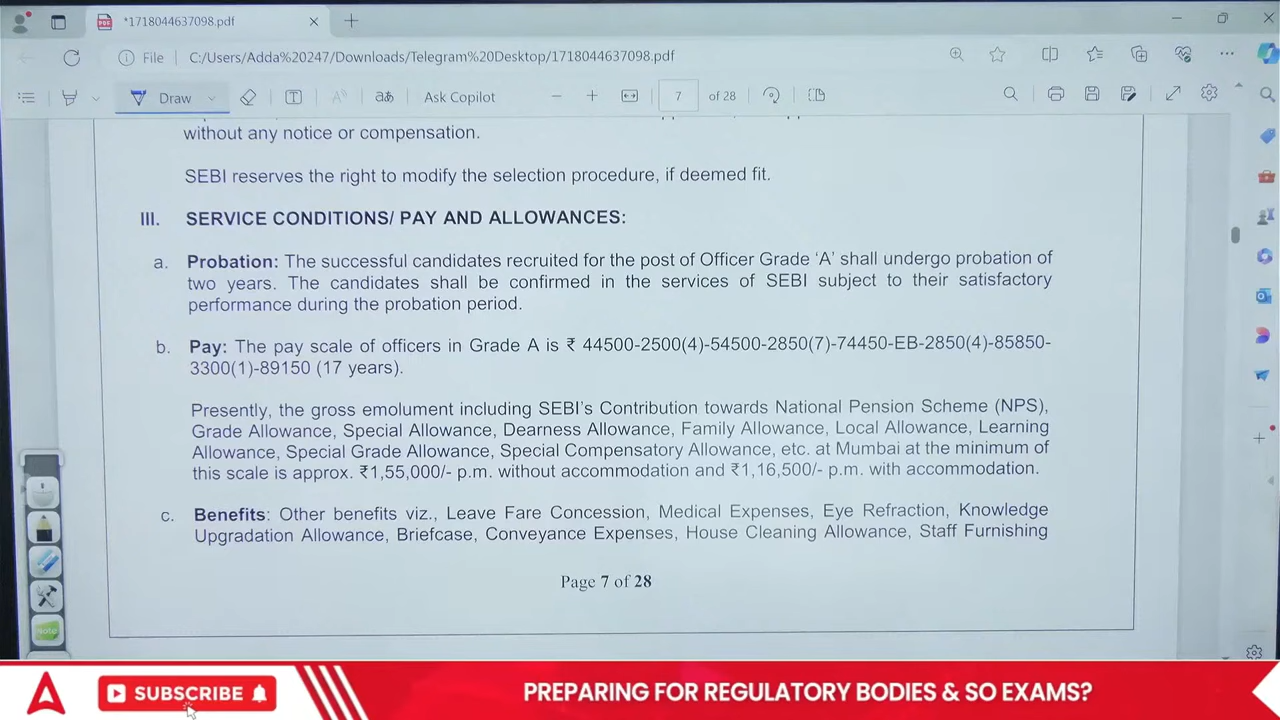 *1718044637098.pdf
File C:/Users/Adda%20247/Downloads/Telegram%20Desktop/1718044637098.pdf
Draw Ask Copilot 7 of 28
without any notice or compensation.
SEBI reserves the right to modify the selection procedure, if deemed fit.
III. SERVICE CONDITIONS/ PAY AND ALLOWANCES:
a. Probation: The successful candidates recruited for the post of Officer Grade ‘A’ shall undergo probation of
two years. The candidates shall be confirmed in the services of SEBI subject to their satisfactory
performance during the probation period.
b. Pay: The pay scale of officers in Grade A is ₹ 44500-2500(4)-54500-2850(7)-74450-EB-2850(4)-85850-
3300(1)-89150 (17 years).
Presently, the gross emolument including SEBI’s Contribution towards National Pension Scheme (NPS),
Grade Allowance, Special Allowance, Dearness Allowance, Family Allowance, Local Allowance, Learning
Allowance, Special Grade Allowance, Special Compensatory Allowance, etc. at Mumbai at the minimum of
this scale is approx. ₹1,55,000/- p.m. without accommodation and ₹1,16,500/- p.m. with accommodation.
c. Benefits: Other benefits viz., Leave Fare Concession, Medical Expenses, Eye Refraction, Knowledge
Upgradation Allowance, Briefcase, Conveyance Expenses, House Cleaning Allowance, Staff Furnishing
Page 7 of 28
Note
SUBSCRIBE
PREPARING FOR REGULATORY BODIES & SO EXAMS?